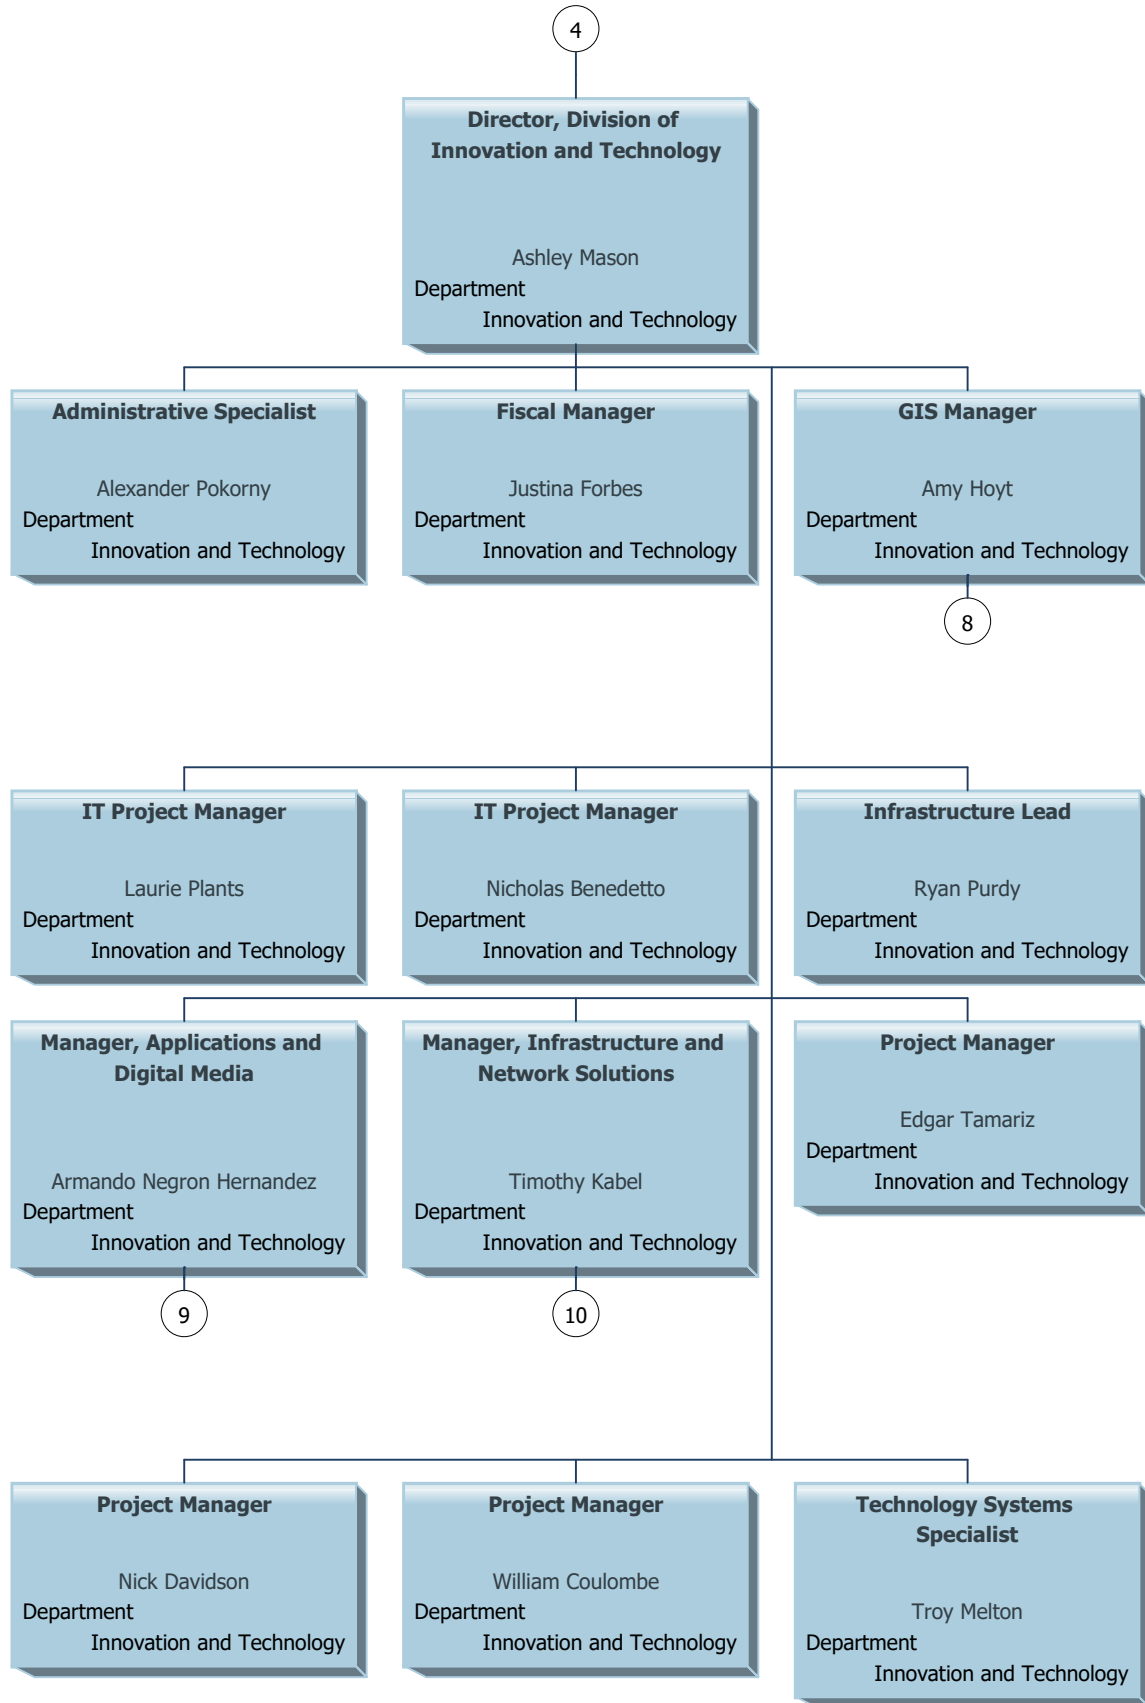 4
Director, Division of
Innovation and Technology
Ashley Mason
Department
Innovation and Technology
Administrative Specialist
Alexander Pokorny
Department
Innovation and Technology
Fiscal Manager
Justina Forbes
Department
Innovation and Technology
GIS Manager
Amy Hoyt
Department
Innovation and Technology
8
IT Project Manager
Laurie Plants
Department
Innovation and Technology
IT Project Manager
Nicholas Benedetto
Department
Innovation and Technology
Infrastructure Lead
Ryan Purdy
Department
Innovation and Technology
Manager, Applications and
Digital Media
Armando Negron Hernandez
Department
Innovation and Technology
9
Manager, Infrastructure and
Network Solutions
Timothy Kabel
Department
Innovation and Technology
10
Project Manager
Edgar Tamariz
Department
Innovation and Technology
Project Manager
Nick Davidson
Department
Innovation and Technology
Project Manager
William Coulombe
Department
Innovation and Technology
Technology Systems
Specialist
Troy Melton
Department
Innovation and Technology